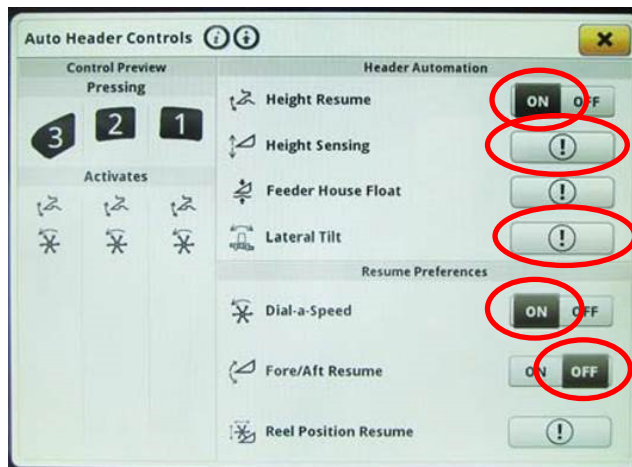 Auto Header Controls
Control Preview
Pressing
3 2 1
Activates
Header Automation
Height Resume ON OFF
Height Sensing !
Feeder House Float !
Lateral Tilt !
Resume Preferences
Dial-a-Speed ON OFF
Fore/Aft Resume ON OFF
Reel Position Resume !